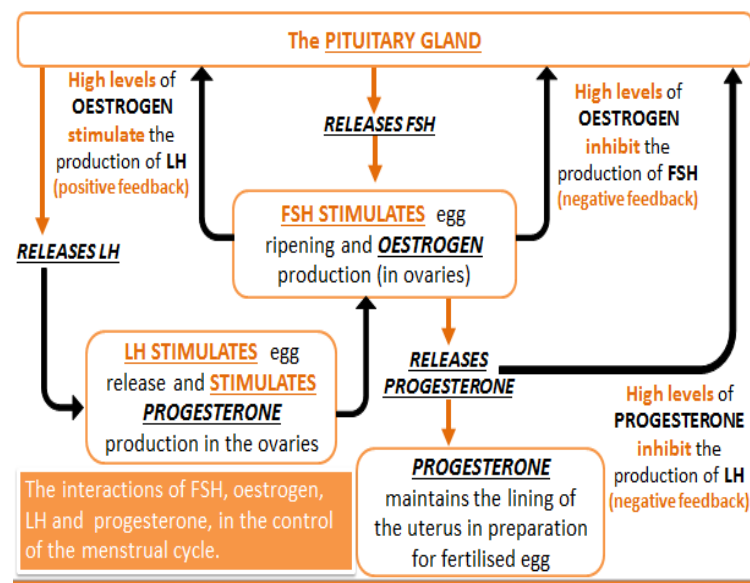 The PITUITARY GLAND
High levels of
OESTROGEN
stimulate the
production of LH
(positive feedback)
RELEASES FSH
High levels of
OESTROGEN
inhibit the
production of FSH
(negative feedback)
FSH STIMULATES egg
ripening and OESTROGEN
production (in ovaries)
RELEASES LH
LH STIMULATES egg
release and STIMULATES
PROGESTERONE
production in the ovaries
RELEASES
PROGESTERONE
High levels of
PROGESTERONE
inhibit the
production of LH
(negative feedback)
PROGESTERONE
maintains the lining of
the uterus in preparation
for fertilised egg
The interactions of FSH, oestrogen,
LH and progesterone, in the control
of the menstrual cycle.